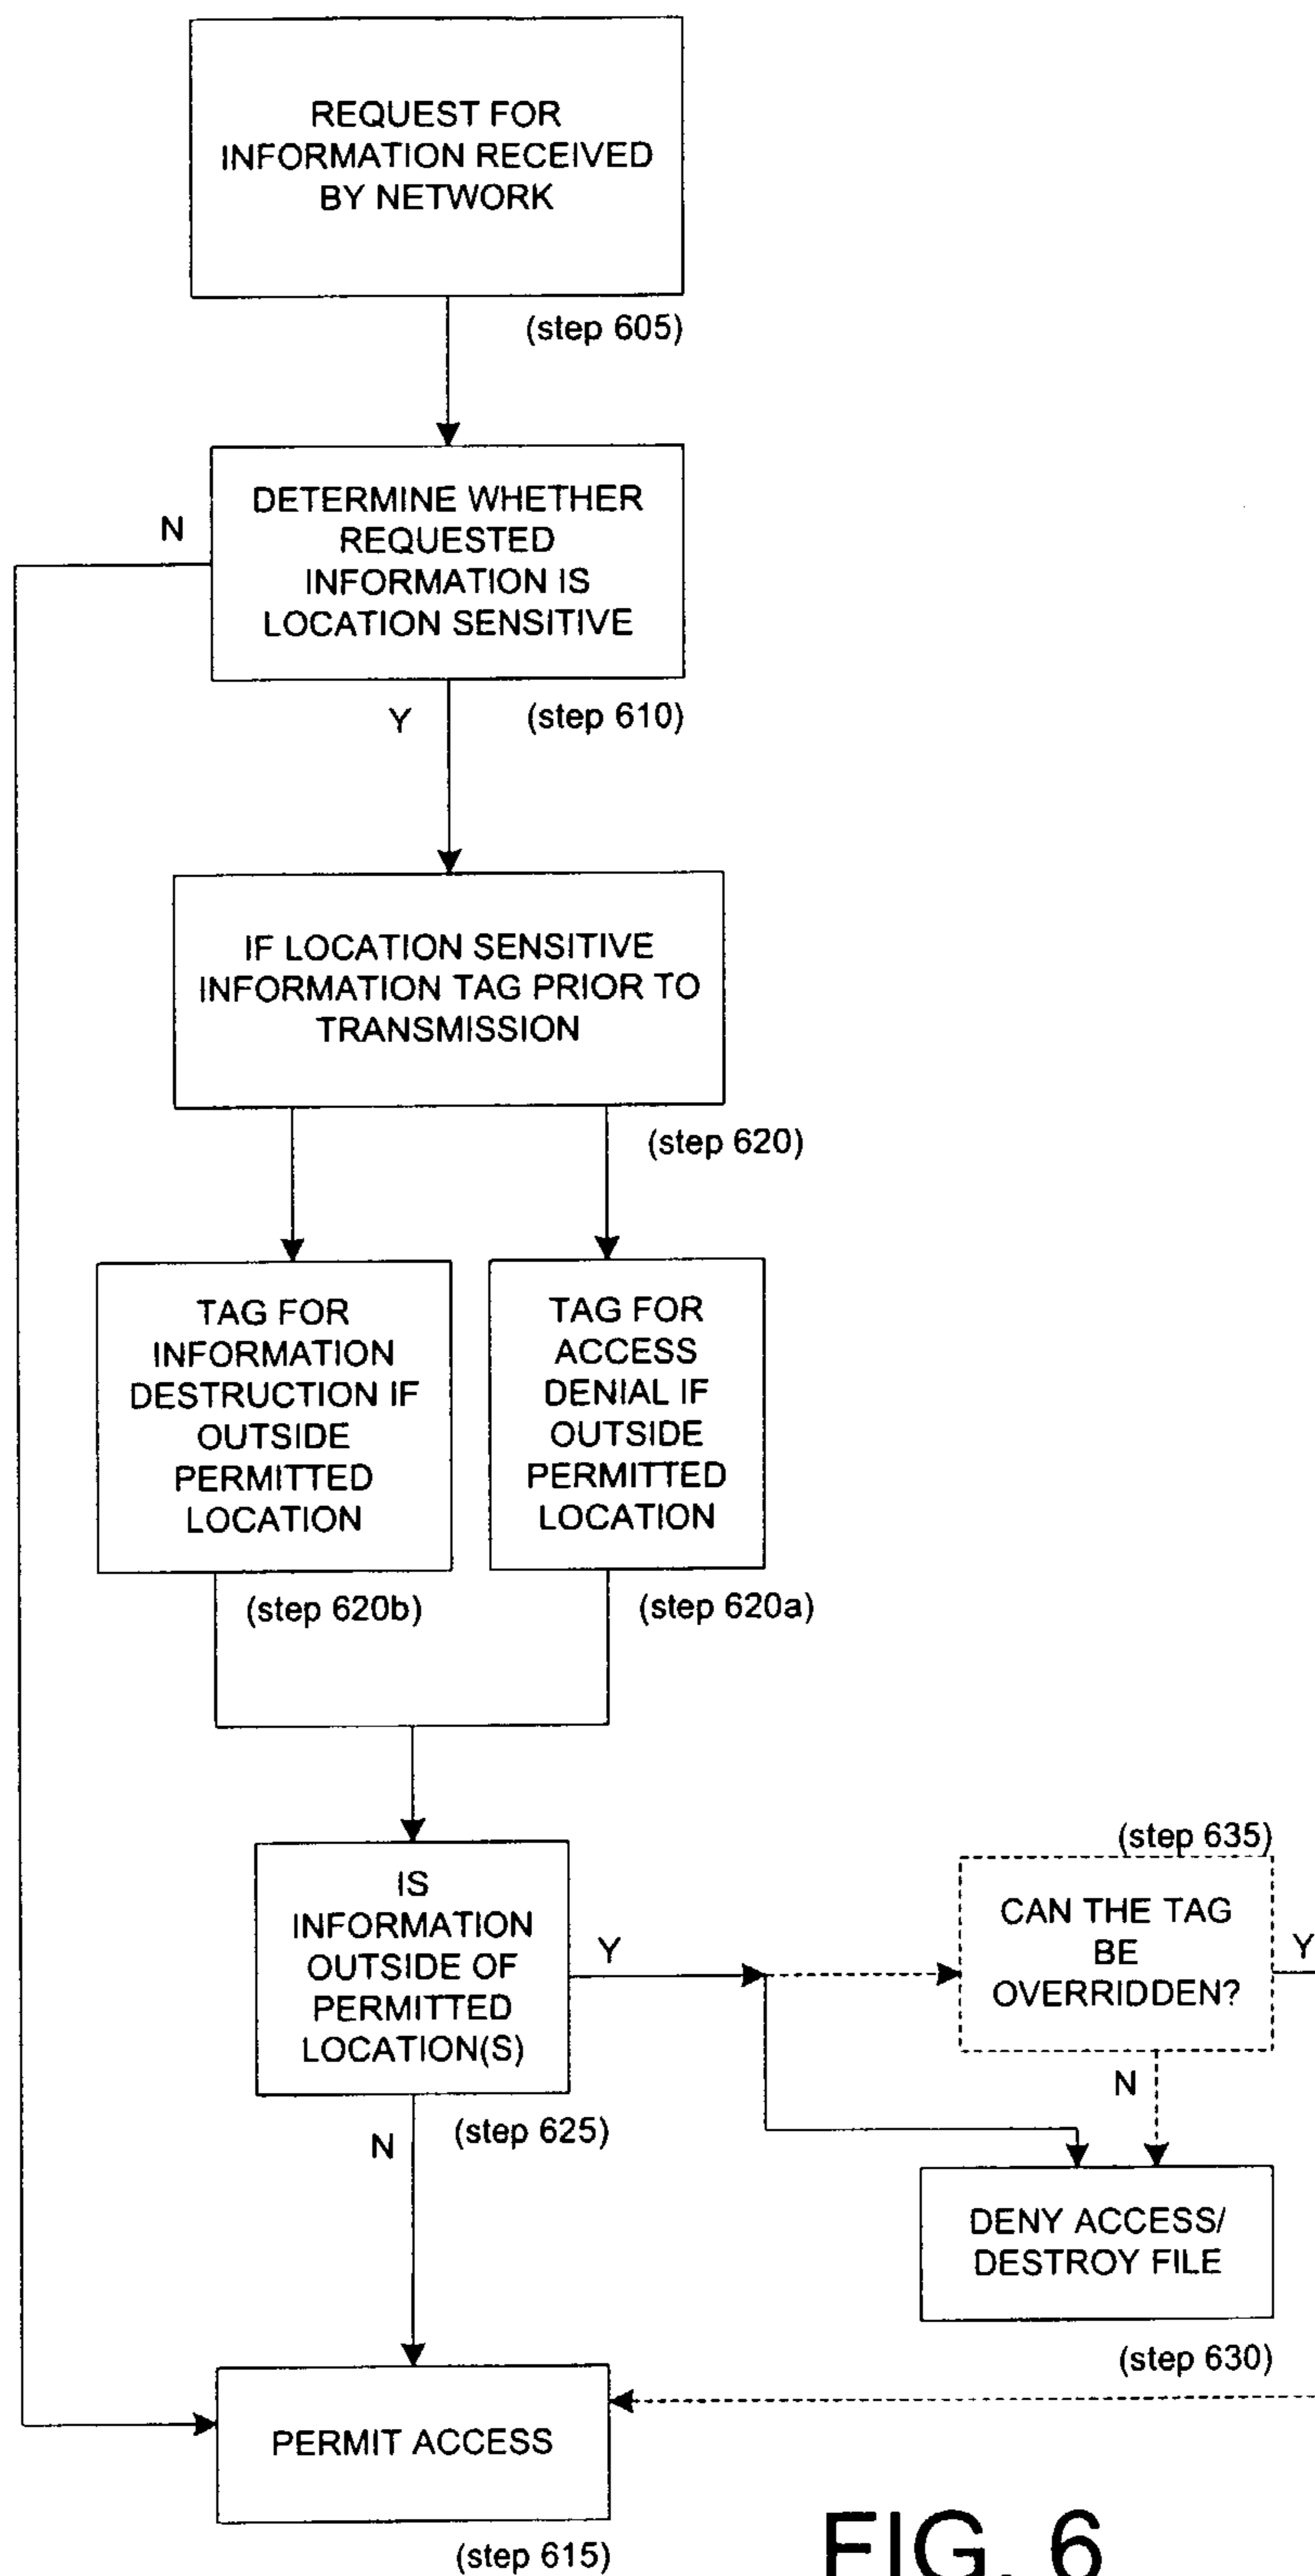 REQUEST FOR
INFORMATION RECEIVED
BY NETWORK
(step 605)
N
DETERMINE WHETHER
REQUESTED
INFORMATION IS
LOCATION SENSITIVE
Y
(step 610)
IF LOCATION SENSITIVE
INFORMATION TAG PRIOR TO
TRANSMISSION
(step 620)
TAG FOR
INFORMATION
DESTRUCTION IF
OUTSIDE
PERMITTED
LOCATION
(step 620b)
TAG FOR
ACCESS
DENIAL IF
OUTSIDE
PERMITTED
LOCATION
(step 620a)
IS
INFORMATION
OUTSIDE OF
PERMITTED
LOCATION(S)
Y
N
(step 625)
(step 635)
CAN THE TAG
BE
OVERRIDDEN?
Y
N
DENY ACCESS/
DESTROY FILE
(step 630)
PERMIT ACCESS
(step 615)
FIG. 6